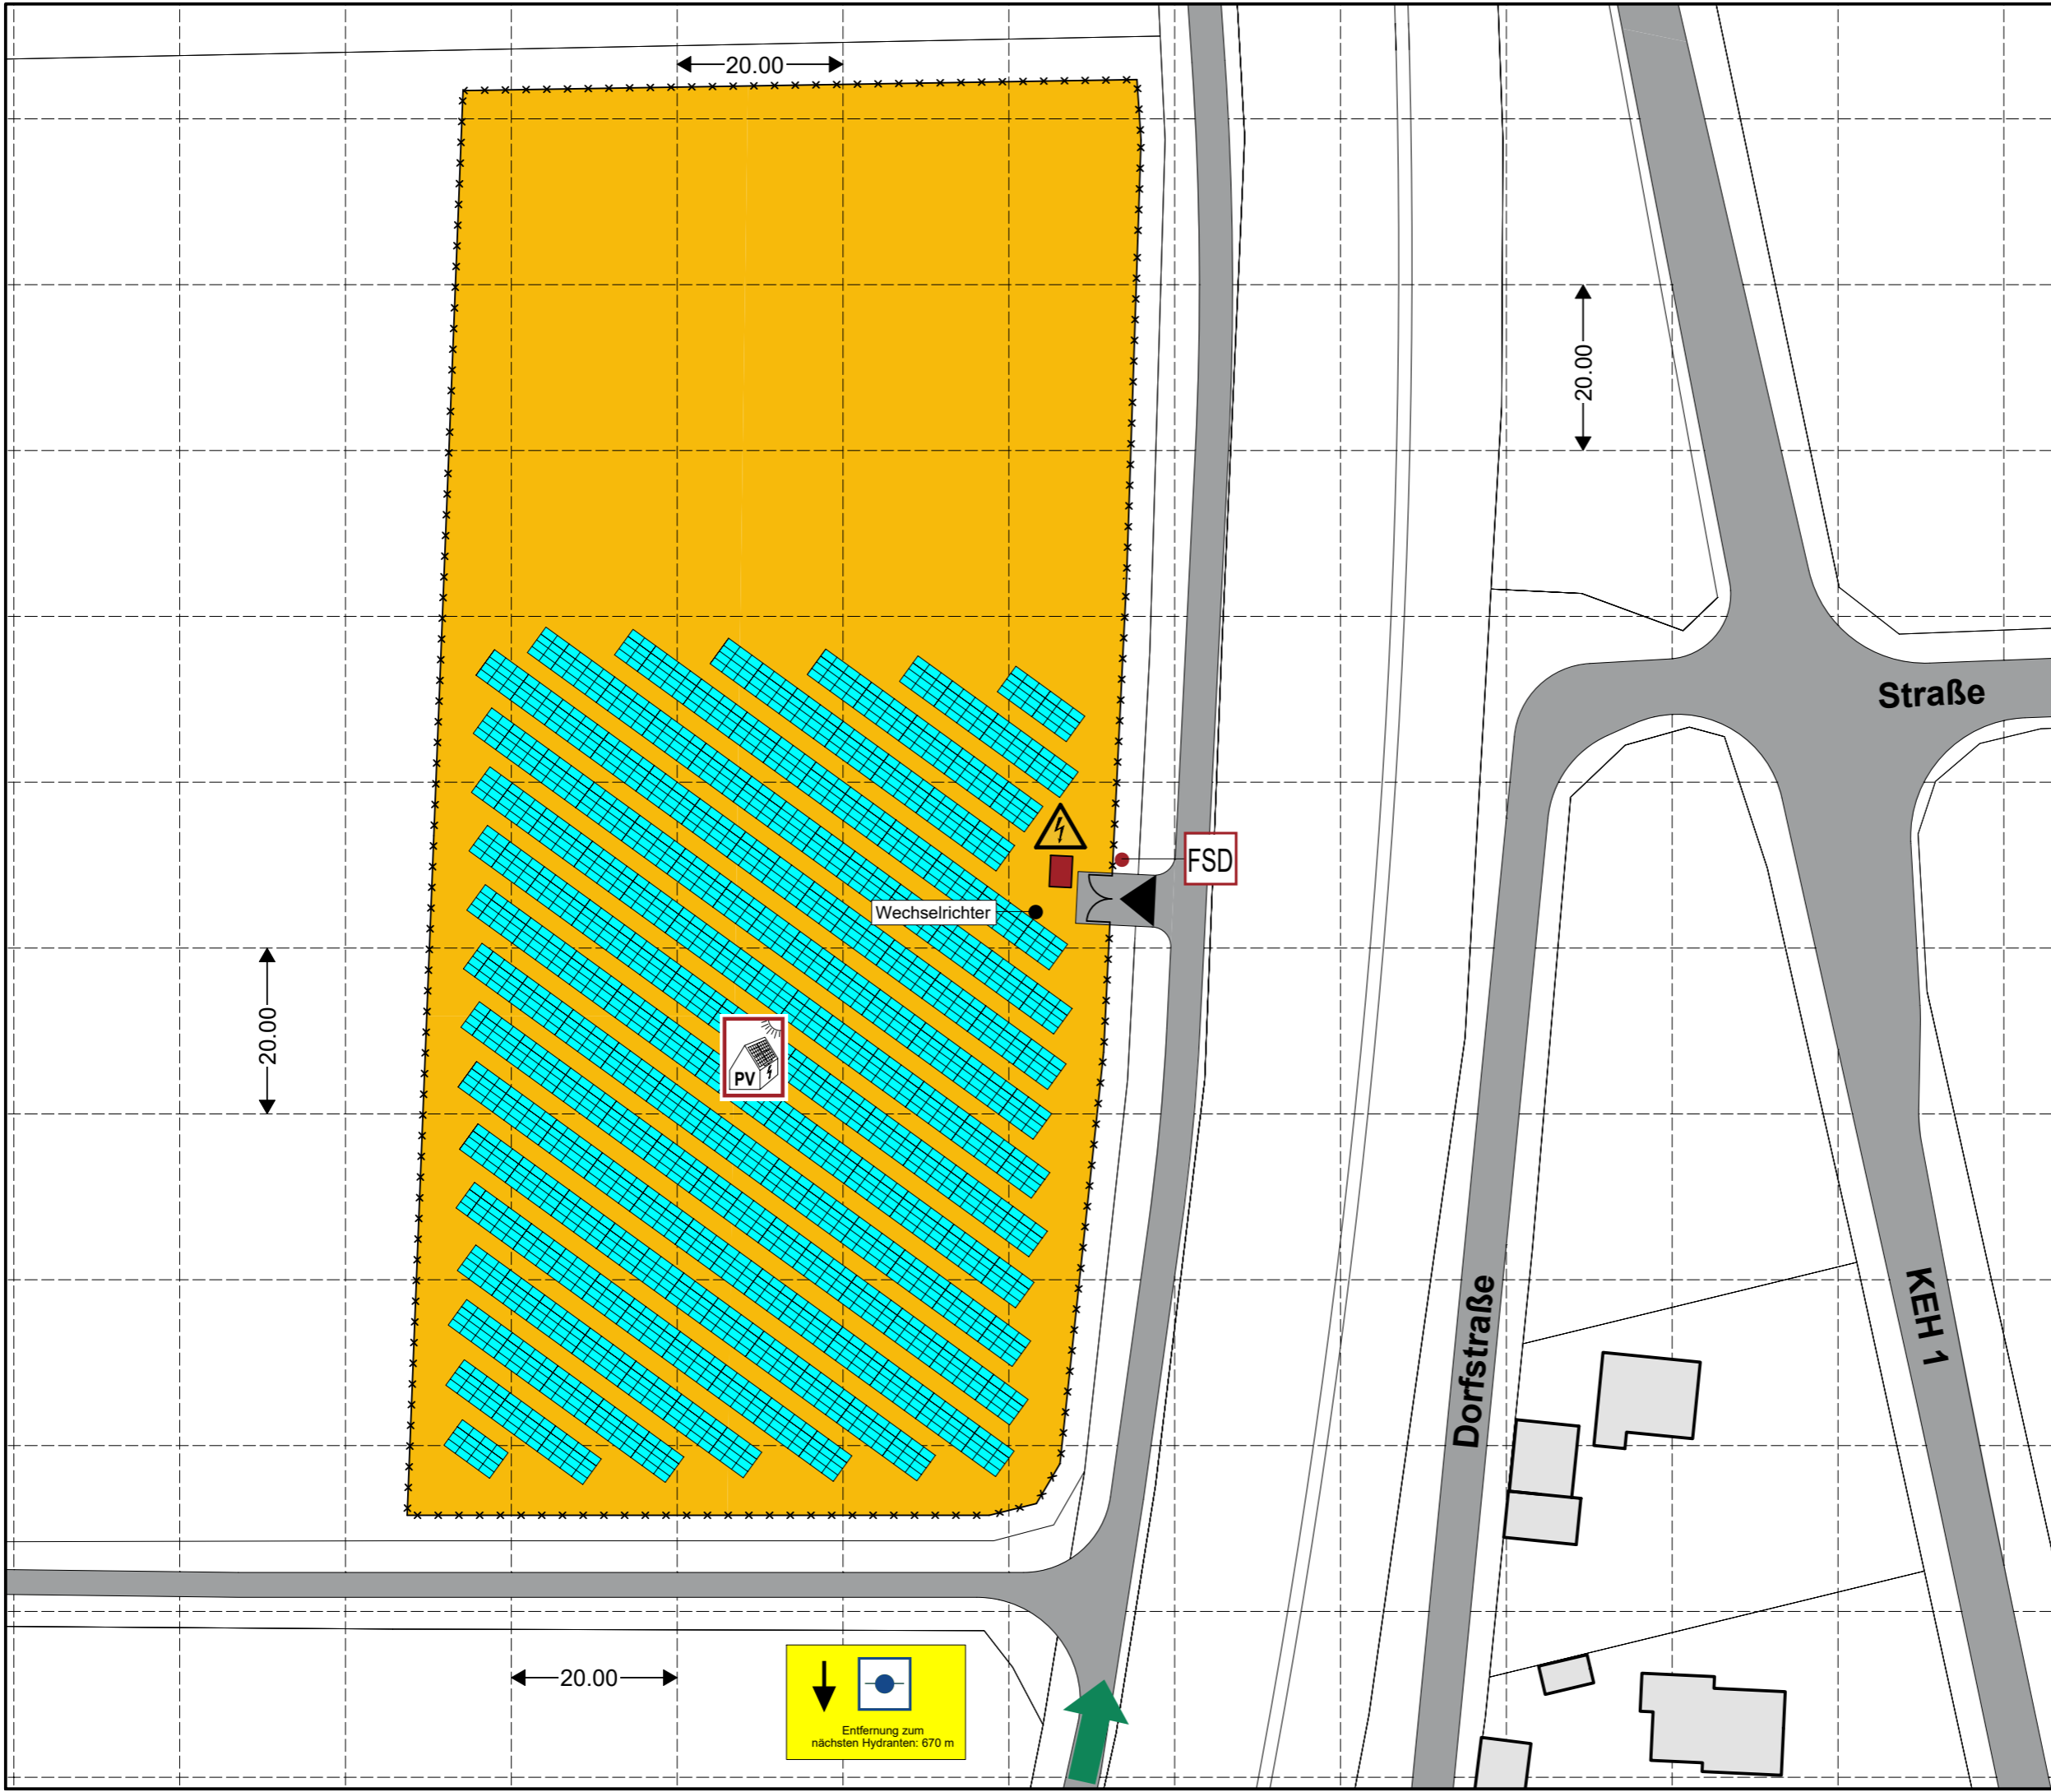 20.00
20.00
Straße
FSD
Wechselrichter
20.00
PV
Dorfstraße
KEH 1
20.00
Entfernung zum
nächsten Hydranten: 670 m